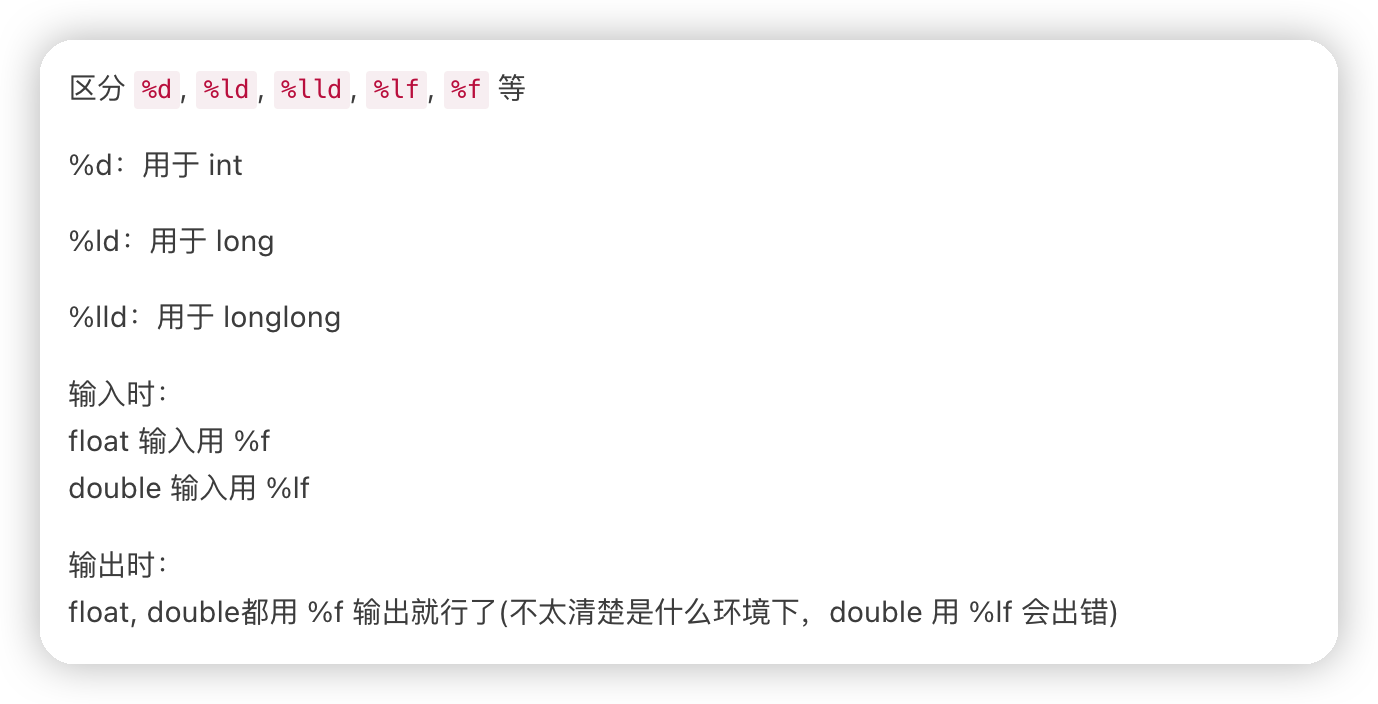 区分 %d, %ld, %lld, %lf, %f 等
%d：用于 int
%ld：用于 long
%lld：用于 longlong
输入时：
float 输入用 %f
double 输入用 %lf
输出时：
float, double都用 %f 输出就行了(不太清楚是什么环境下，double 用 %lf 会出错)